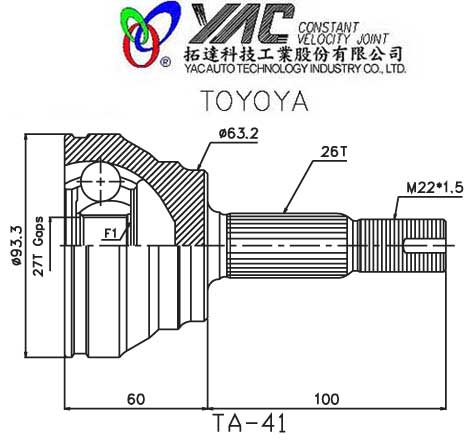 YAC CONSTANT
VELOCITY JOINT
®
拓達科技工業股份有限公司
YAC AUTO TECHNOLOGY INDUSTRY CO., LTD.
TOYOYA
ø63.2
26T
M22*1.5
ø93.3
27T Gaps
F1
60
100
TA-41